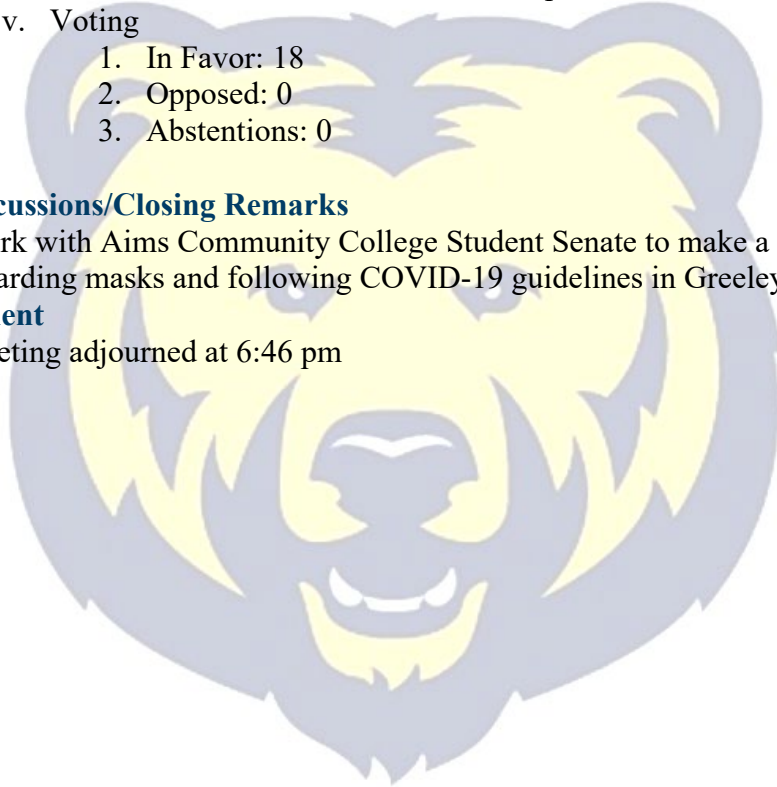 v. Voting
1. In Favor: 18
2. Opposed: 0
3. Abstentions: 0
cussions/Closing Remarks
rk with Aims Community College Student Senate to make a
arding masks and following COVID-19 guidelines in Greeley
ent
eting adjourned at 6:46 pm